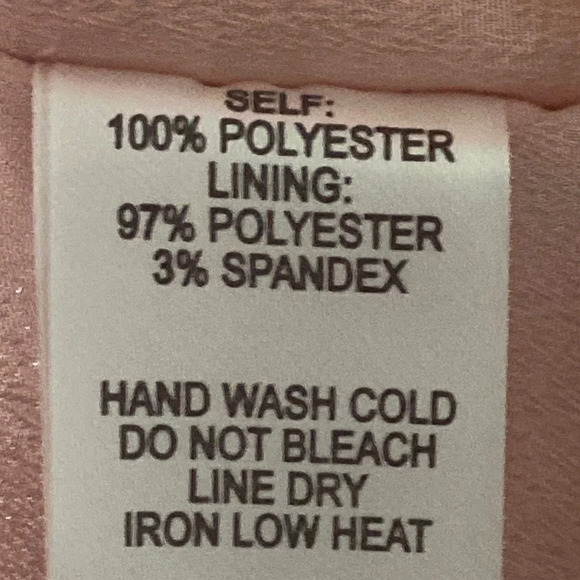 SELF:
100% POLYESTER
LINING:
97% POLYESTER
3% SPANDEX
HAND WASH COLD
DO NOT BLEACH
LINE DRY
IRON LOW HEAT